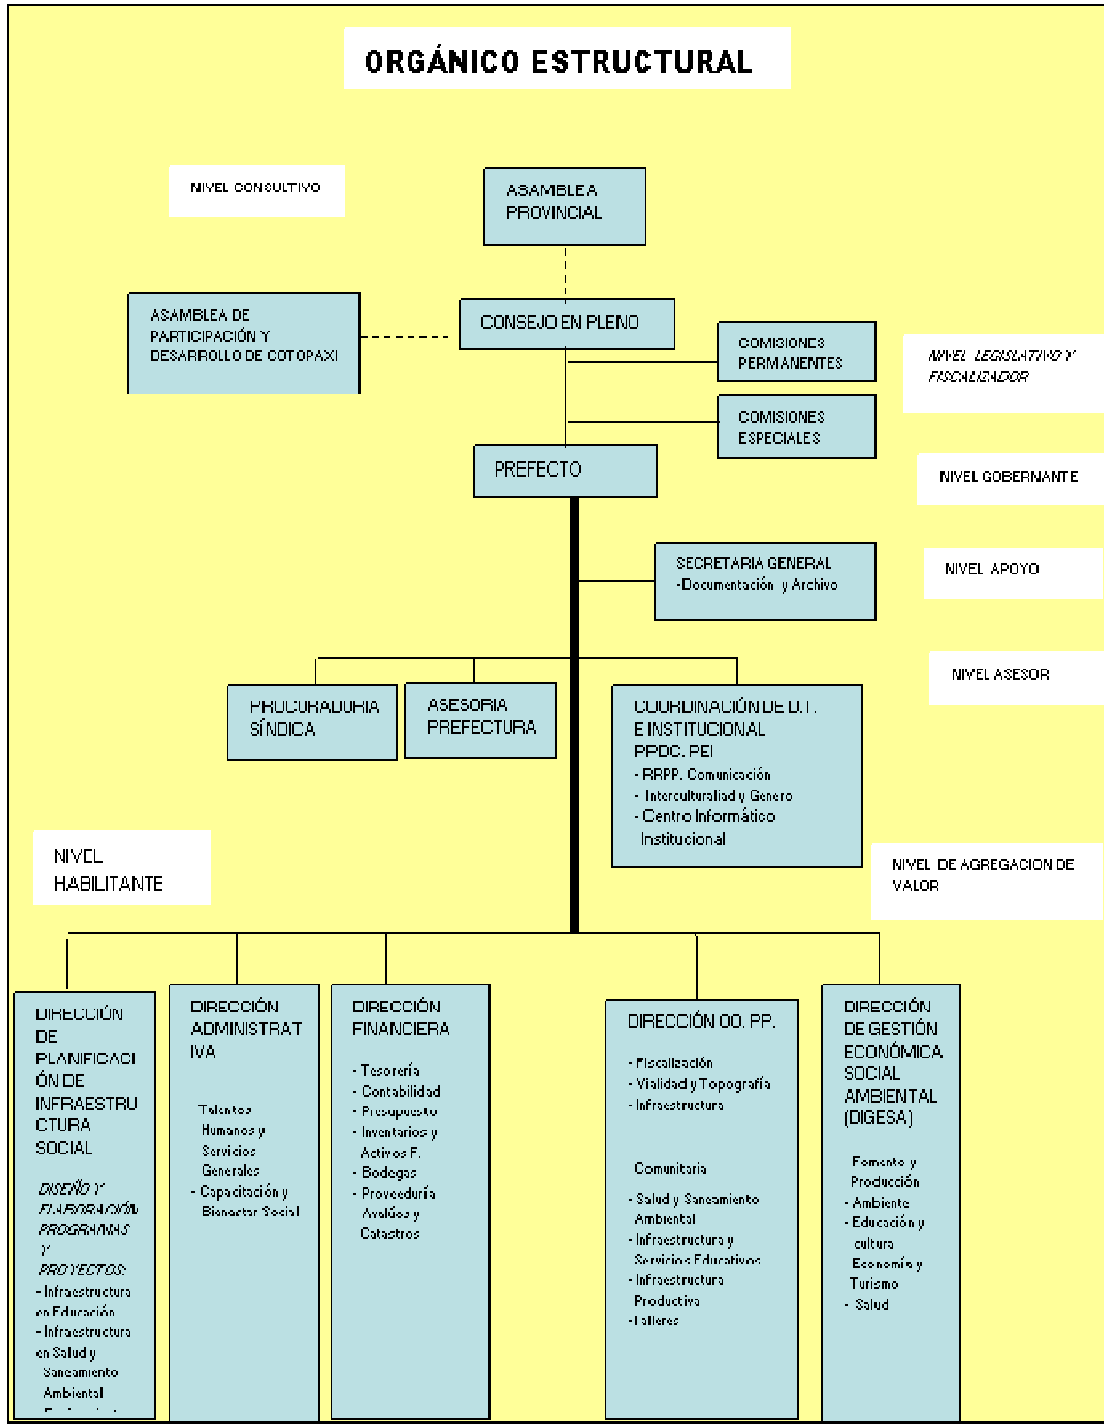 ORGÁNICO ESTRUCTURAL
NIVEL CONSULTIVO
ASAMBLEA
PROVINCIAL
ASAMBLEA DE
PARTICIPACIÓN Y
DESARROLLO DE COTOPAXI
CONSEJO EN PLENO
COMISIONES
PERMANENTES
NIVEL LEGISLATIVO Y
FISCALIZADOR
COMISIONES
ESPECIALES
PREFECTO
NIVEL GOBERNANTE
SECRETARIA GENERAL
-Documentación y Archivo
NIVEL APOYO
NIVEL ASESOR
PROCURADURIA
SÍNDICA
ASESORIA
PREFECTURA
COORDINACIÓN DE D.T.
E INSTITUCIONAL
PPDC. PEI
- RRPP. Comunicación
- Interculturaliad y Genero
- Centro Informático
Institucional
NIVEL
HABILITANTE
NIVEL DE AGREGACION DE
VALOR
DIRECCIÓN
DE
PLANIFICACI
ÓN DE
INFRAESTRU
CTURA
SOCIAL
DISEÑO Y
ELABORACIÓN
PROGRAMAS
Y
PROYECTOS:
- Infraestructura
en Educación
- Infraestructura
en Salud y
Saneamiento
Ambiental
DIRECCIÓN
ADMINISTRAT
IVA
Talentos
Humanos y
Servicios
Generales
- Capacitación y
Bienestar Social
DIRECCIÓN
FINANCIERA
- Tesorería
- Contabilidad
- Presupuesto
- Inventarios y
Activos F.
- Bodegas
- Proveeduría
Avalúos y
Catastros
DIRECCIÓN OO. PP.
- Fiscalización
- Vialidad y Topografía
- Infraestructura
Comunitaria
- Salud y Saneamiento
Ambiental
- Infraestructura y
Servicios Educativos
- Infraestructura
Productiva
- Talleres
DIRECCIÓN
DE GESTIÓN
ECONÓMICA
SOCIAL
AMBIENTAL
(DIGESA)
Fomento y
Producción
- Ambiente
- Educación y
cultura
Economía y
Turismo
- Salud